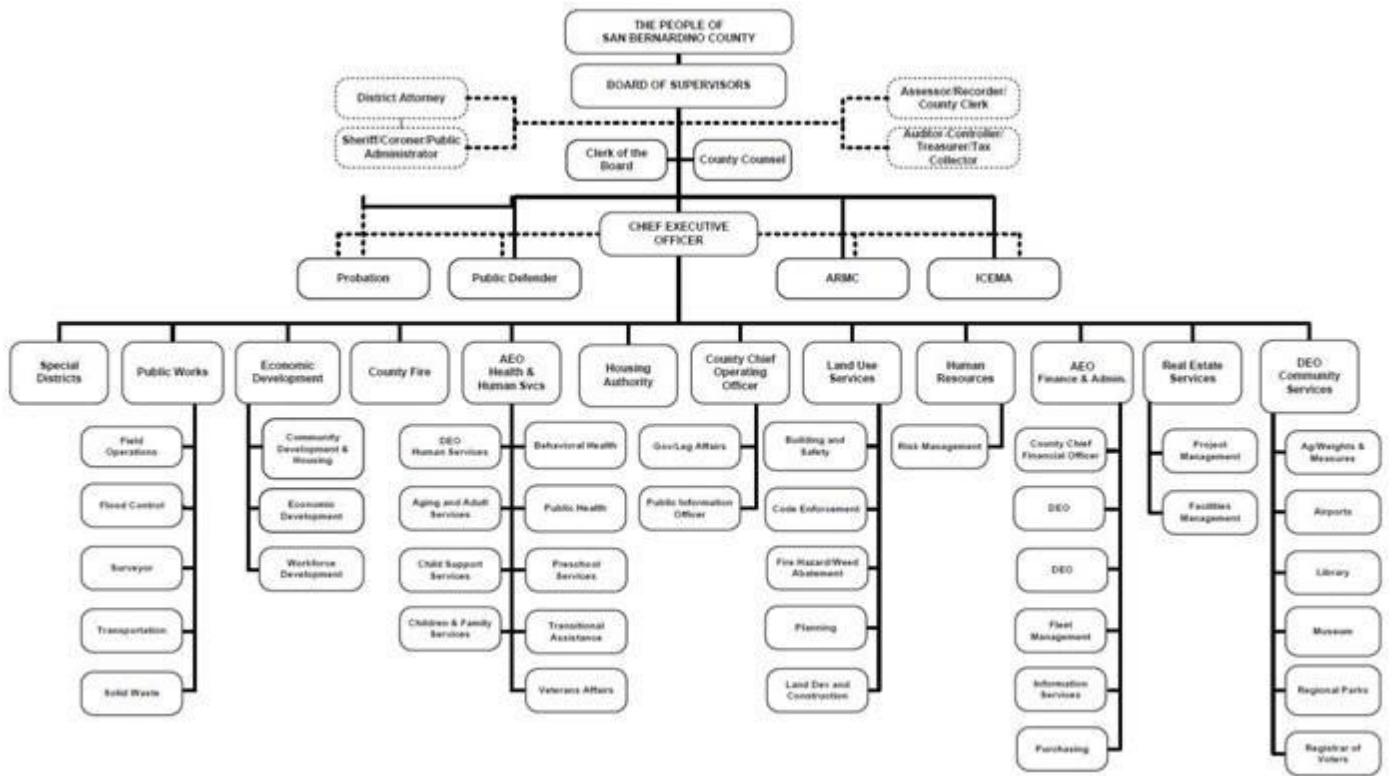 THE PEOPLE OF
SAN BERNARDINO COUNTY
BOARD OF SUPERVISORS
District Attorney
Sheriff/Coroner/Public
Administrator
Assessor/Recorder/
County Clerk
Auditor-Controller/
Treasurer/Tax
Collector
Clerk of the
Board
County Counsel
CHIEF EXECUTIVE
OFFICER
Probation
Public Defender
ARMC
ICEMA
Special
Districts
Public Works
Economic
Development
County Fire
AEO
Health &
Human Svcs
Housing
Authority
County Chief
Operating
Officer
Land Use
Services
Human
Resources
AEO
Finance & Admin.
Real Estate
Services
DEO
Community
Services
Field
Operations
Flood Control
Surveyor
Transportation
Solid Waste
Community
Development &
Housing
Economic
Development
Workforce
Development
DEO
Human Services
Aging and Adult
Services
Child Support
Services
Children & Family
Services
Behavioral Health
Public Health
Preschool
Services
Transitional
Assistance
Veterans Affairs
Gov/Leg Affairs
Public Information
Officer
Building and
Safety
Code Enforcement
Fire Hazard/Weed
Abatement
Planning
Land Dev and
Construction
Risk Management
County Chief
Financial Officer
DEO
DEO
Fleet
Management
Information
Services
Purchasing
Project
Management
Facilities
Management
Ag/Weights &
Measures
Airports
Library
Museum
Regional Parks
Registrar of
Voters